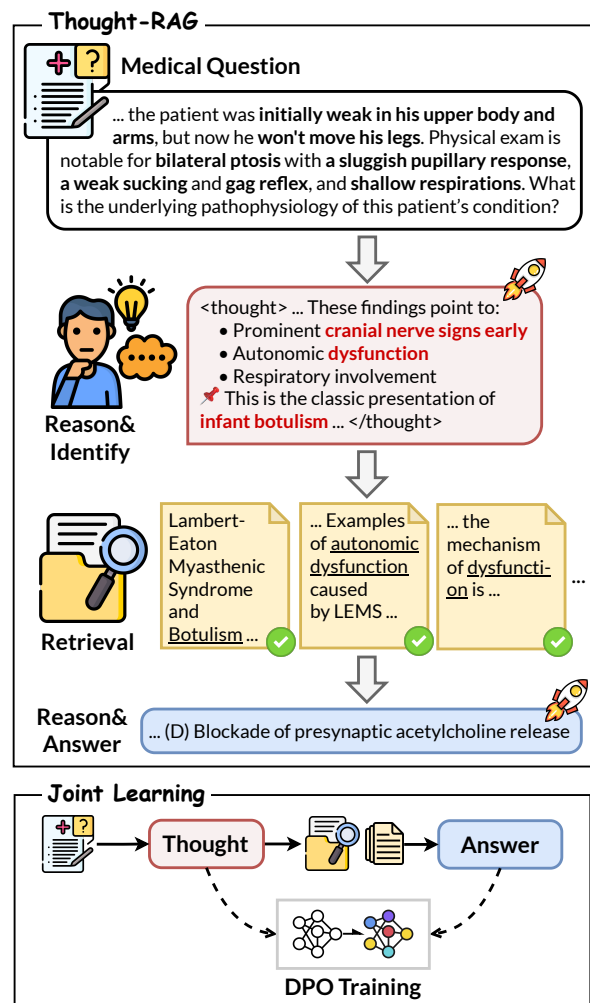 Thought-RAG
Medical Question
... the patient was initially weak in his upper body and
arms, but now he won't move his legs. Physical exam is
notable for bilateral ptosis with a sluggish pupillary response,
a weak sucking and gag reflex, and shallow respirations. What
is the underlying pathophysiology of this patient's condition?
Reason&
Identify
<thought> ... These findings point to:
• Prominent cranial nerve signs early
• Autonomic dysfunction
• Respiratory involvement
This is the classic presentation of
infant botulism ... </thought>
Retrieval
Lambert-
Eaton
Myasthenic
Syndrome
and
Botulism ...
... Examples
of autonomic
dysfunction
caused
by LEMS ...
... the
mechanism
of dysfuncti-
on is ...
...
Reason&
Answer
... (D) Blockade of presynaptic acetylcholine release
Joint Learning
Thought
Answer
DPO Training